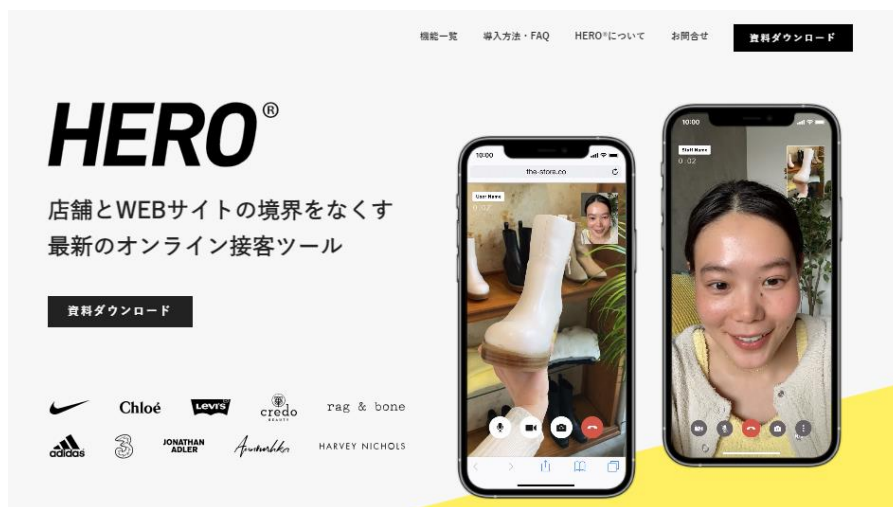 機能一覧 導入方法・FAQ HERO®について お問合せ 資料ダウンロード
HERO®
店舗とWEBサイトの境界をなくす
最新のオンライン接客ツール
資料ダウンロード
Chloé LEVI'S credo rag & bone
BEAUTY
adidas 3 JONATHAN
ADLER
HARVEY NICHOLS
10:00
the-store.co
User Name
0:02
10:00
Staff Name
0:02